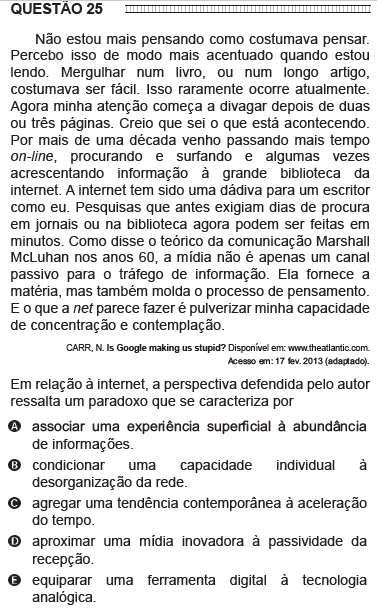 QUESTÃO 25
Não estou mais pensando como costumava pensar.
Percebo isso de modo mais acentuado quando estou
lendo. Mergulhar num livro, ou num longo artigo,
costumava ser fácil. Isso raramente ocorre atualmente.
Agora minha atenção começa a divagar depois de duas
ou três páginas. Creio que sei o que está acontecendo.
Por mais de uma década venho passando mais tempo
on-line, procurando e surfando e algumas vezes
acrescentando informação à grande biblioteca da
internet. A internet tem sido uma dádiva para um escritor
como eu. Pesquisas que antes exigiam dias de procura
em jornais ou na biblioteca agora podem ser feitas em
minutos. Como disse o teórico da comunicação Marshall
McLuhan nos anos 60, a mídia não é apenas um canal
passivo para o tráfego de informação. Ela fornece a
matéria, mas também molda o processo de pensamento.
E o que a net parece fazer é pulverizar minha capacidade
de concentração e contemplação.
CARR, N. Is Google making us stupid? Disponível em: www.theatlantic.com.
Acesso em: 17 fev. 2013 (adaptado).
Em relação à internet, a perspectiva defendida pelo autor
ressalta um paradoxo que se caracteriza por
A associar uma experiência superficial à abundância
de informações.
B condicionar uma capacidade individual à
desorganização da rede.
C agregar uma tendência contemporânea à aceleração
do tempo.
D aproximar uma mídia inovadora à passividade da
recepção.
E equiparar uma ferramenta digital à tecnologia
analógica.